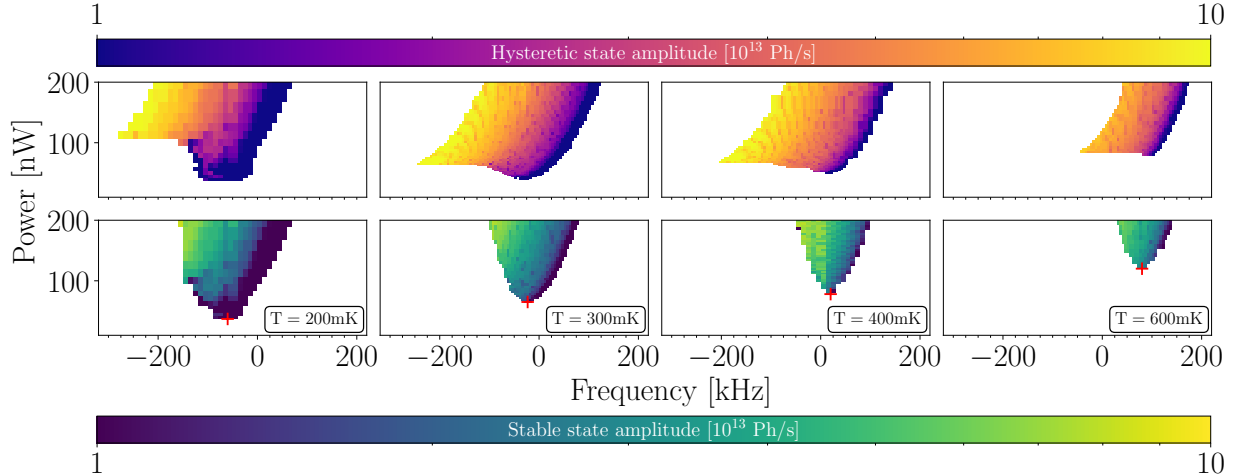 1 10
Hysteretic state amplitude [10^13 Ph/s]
200
100
Power [nW]
200
100
T = 200mK T = 300mK T = 400mK T = 600mK
−200 0 200 −200 0 200 −200 0 200 −200 0 200
Frequency [kHz]
Stable state amplitude [10^13 Ph/s]
1 10